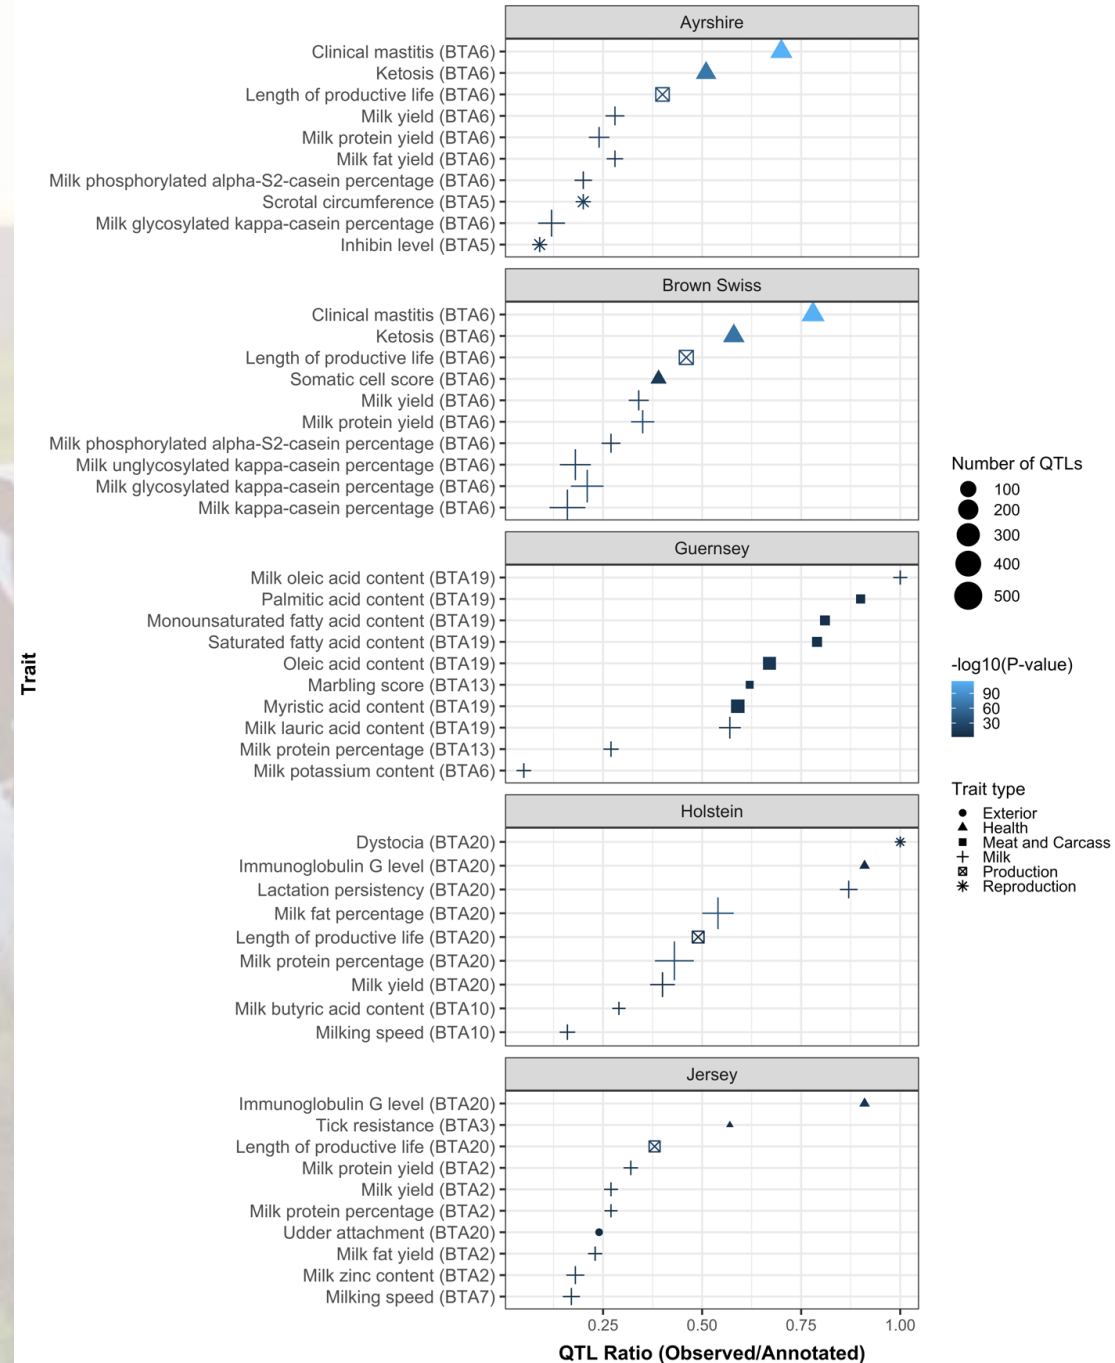 Ayrshire
Clinical mastitis (BTA6)
Ketosis (BTA6)
Length of productive life (BTA6)
Milk yield (BTA6)
Milk protein yield (BTA6)
Milk fat yield (BTA6)
Milk phosphorylated alpha-S2-casein percentage (BTA6)
Scrotal circumference (BTA5)
Milk glycosylated kappa-casein percentage (BTA6)
Inhibin level (BTA5)
Brown Swiss
Clinical mastitis (BTA6)
Ketosis (BTA6)
Length of productive life (BTA6)
Somatic cell score (BTA6)
Milk yield (BTA6)
Milk protein yield (BTA6)
Milk phosphorylated alpha-S2-casein percentage (BTA6)
Milk unglycosylated kappa-casein percentage (BTA6)
Milk glycosylated kappa-casein percentage (BTA6)
Milk kappa-casein percentage (BTA6)
Guernsey
Milk oleic acid content (BTA19)
Palmitic acid content (BTA19)
Monounsaturated fatty acid content (BTA19)
Saturated fatty acid content (BTA19)
Oleic acid content (BTA19)
Marbling score (BTA13)
Myristic acid content (BTA19)
Milk lauric acid content (BTA19)
Milk protein percentage (BTA13)
Milk potassium content (BTA6)
Holstein
Dystocia (BTA20)
Immunoglobulin G level (BTA20)
Lactation persistency (BTA20)
Milk fat percentage (BTA20)
Length of productive life (BTA20)
Milk protein percentage (BTA20)
Milk yield (BTA20)
Milk butyric acid content (BTA10)
Milking speed (BTA10)
Jersey
Immunoglobulin G level (BTA20)
Tick resistance (BTA3)
Length of productive life (BTA20)
Milk protein yield (BTA2)
Milk yield (BTA2)
Milk protein percentage (BTA2)
Udder attachment (BTA20)
Milk fat yield (BTA2)
Milk zinc content (BTA2)
Milking speed (BTA7)
0.25 0.50 0.75 1.00
QTL Ratio (Observed/Annotated)
Trait
Number of QTLs
100
200
300
400
500
-log10(P-value)
90
60
30
Trait type
Exterior
Health
Meat and Carcass
Milk
Production
Reproduction